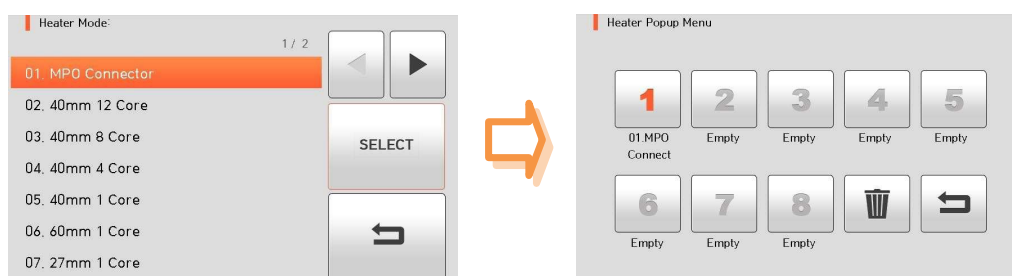 Heater Mode:
1 / 2
01. MPO Connector
02. 40mm 12 Core
03. 40mm 8 Core
04. 40mm 4 Core
05. 40mm 1 Core
06. 60mm 1 Core
07. 27mm 1 Core
SELECT
Heater Popup Menu
1 2 3 4 5
01.MPO Empty Empty Empty Empty
Connect
6 7 8
Empty Empty Empty